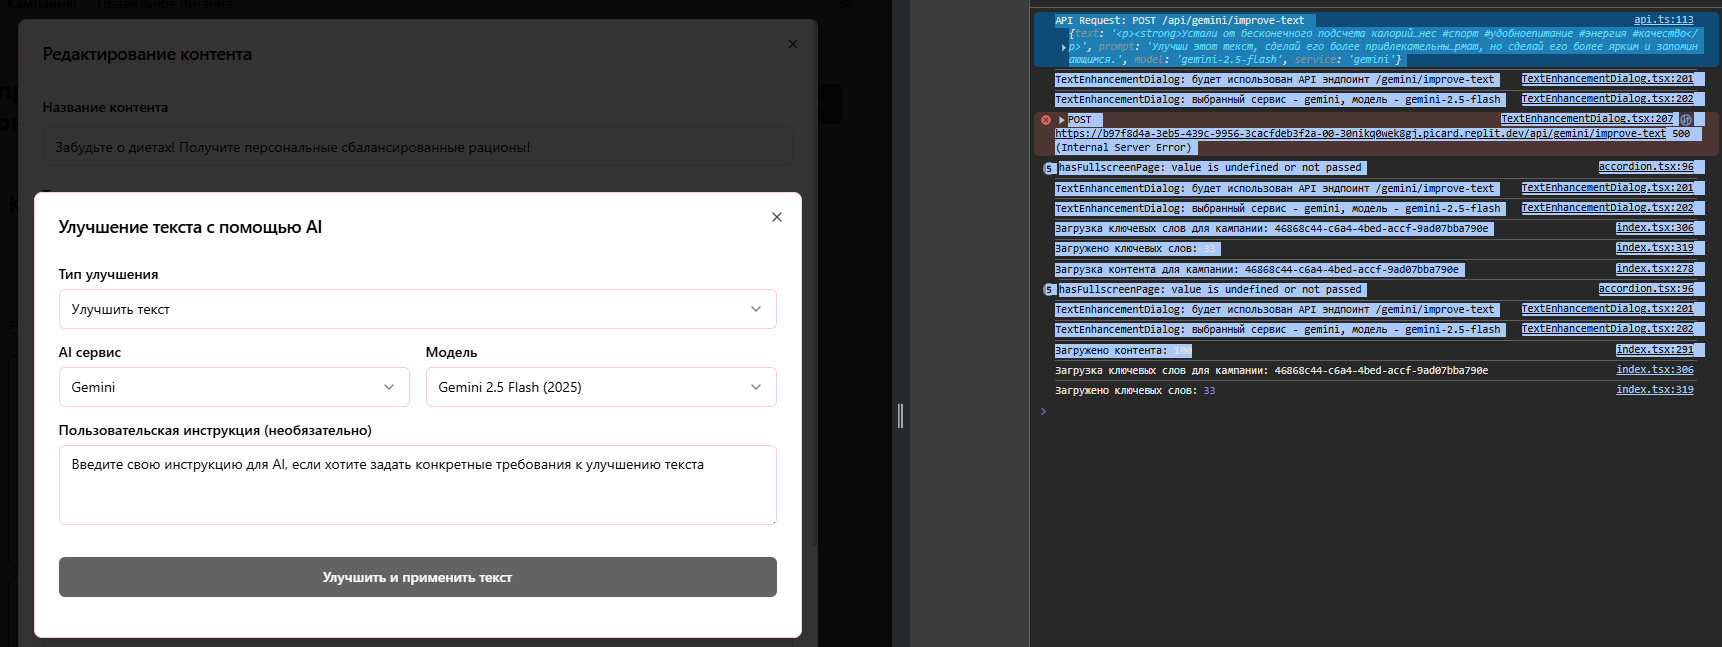 Кампания: Правильное питание
Редактирование контента
Название контента
Забудьте о диетах! Получите персональные сбалансированные рационы!
Улучшение текста с помощью AI
Тип улучшения
Улучшить текст
AI сервис
Модель
Gemini
Gemini 2.5 Flash (2025)
Пользовательская инструкция (необязательно)
Введите свою инструкцию для AI, если хотите задать конкретные требования к улучшению текста
Улучшить и применить текст
API Request: POST /api/gemini/improve-text api.ts:113
{text: '<p><strong>Устали от бесконечного подсчета калорий…нес #спорт #удобноепитание #энергия #качество</
p>', prompt: 'Улучши этот текст, сделай его более привлекательны…рмат, но сделай его более ярким и запомин
ающимся.', model: 'gemini-2.5-flash', service: 'gemini'}
TextEnhancementDialog: будет использован API эндпоинт /gemini/improve-text TextEnhancementDialog.tsx:201
TextEnhancementDialog: выбранный сервис - gemini, модель - gemini-2.5-flash TextEnhancementDialog.tsx:202
POST TextEnhancementDialog.tsx:207
https://b97f8d4a-3eb5-439c-9956-3cacfdeb3f2a-00-30nikq0wek8gj.picard.replit.dev/api/gemini/improve-text 500
(Internal Server Error)
5 hasFullscreenPage: value is undefined or not passed accordion.tsx:96
TextEnhancementDialog: будет использован API эндпоинт /gemini/improve-text TextEnhancementDialog.tsx:201
TextEnhancementDialog: выбранный сервис - gemini, модель - gemini-2.5-flash TextEnhancementDialog.tsx:202
Загрузка ключевых слов для кампании: 46868c44-c6a4-4bed-accf-9ad07bba790e index.tsx:306
Загружено ключевых слов: 33 index.tsx:319
Загрузка контента для кампании: 46868c44-c6a4-4bed-accf-9ad07bba790e index.tsx:278
5 hasFullscreenPage: value is undefined or not passed accordion.tsx:96
TextEnhancementDialog: будет использован API эндпоинт /gemini/improve-text TextEnhancementDialog.tsx:201
TextEnhancementDialog: выбранный сервис - gemini, модель - gemini-2.5-flash TextEnhancementDialog.tsx:202
Загружено контента: index.tsx:291
Загрузка ключевых слов для кампании: 46868c44-c6a4-4bed-accf-9ad07bba790e index.tsx:306
Загружено ключевых слов: 33 index.tsx:319